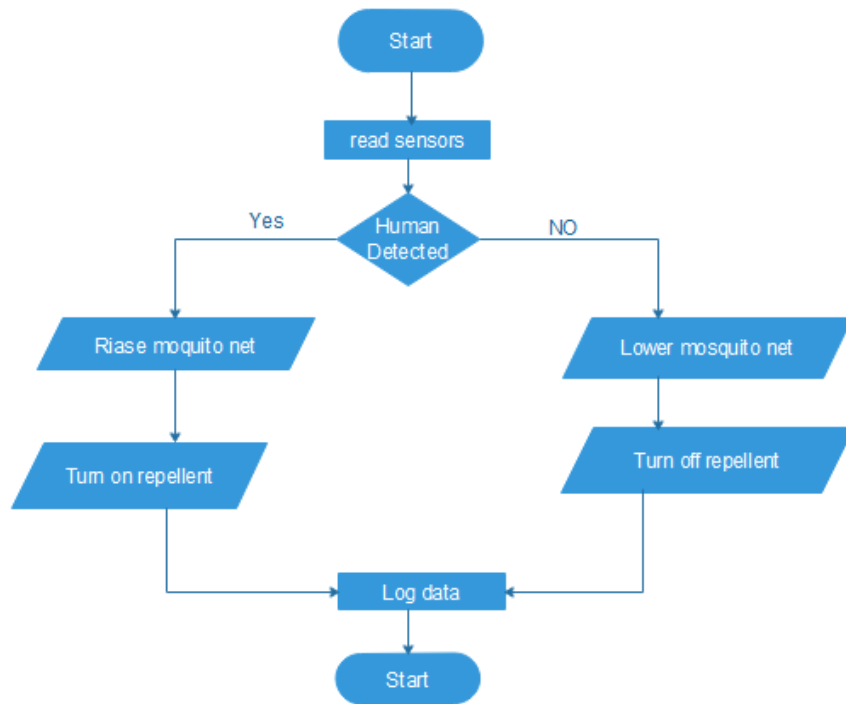 Start
read sensors
Human
Detected
Yes
NO
Riase moquito net
Lower mosquito net
Turn on repellent
Turn off repellent
Log data
Start